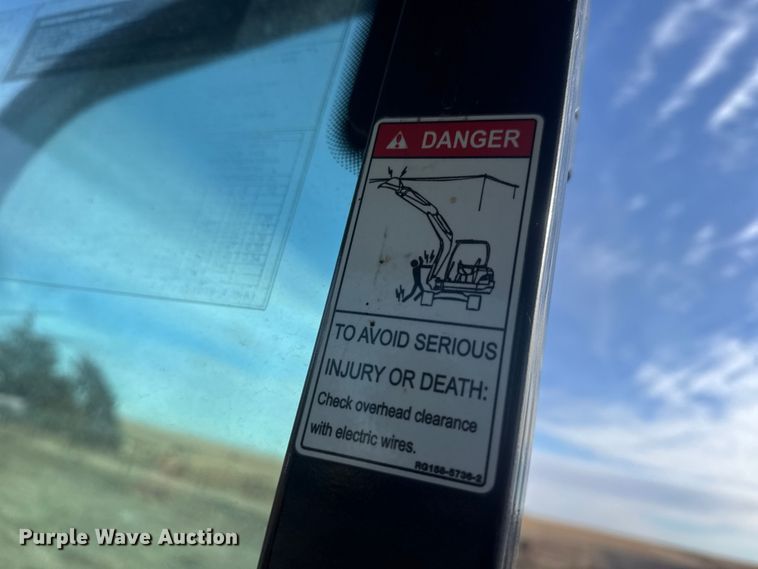 DANGER
TO AVOID SERIOUS
INJURY OR DEATH:
Check overhead clearance
with electric wires.
RG158-5736-2
Purple Wave Auction